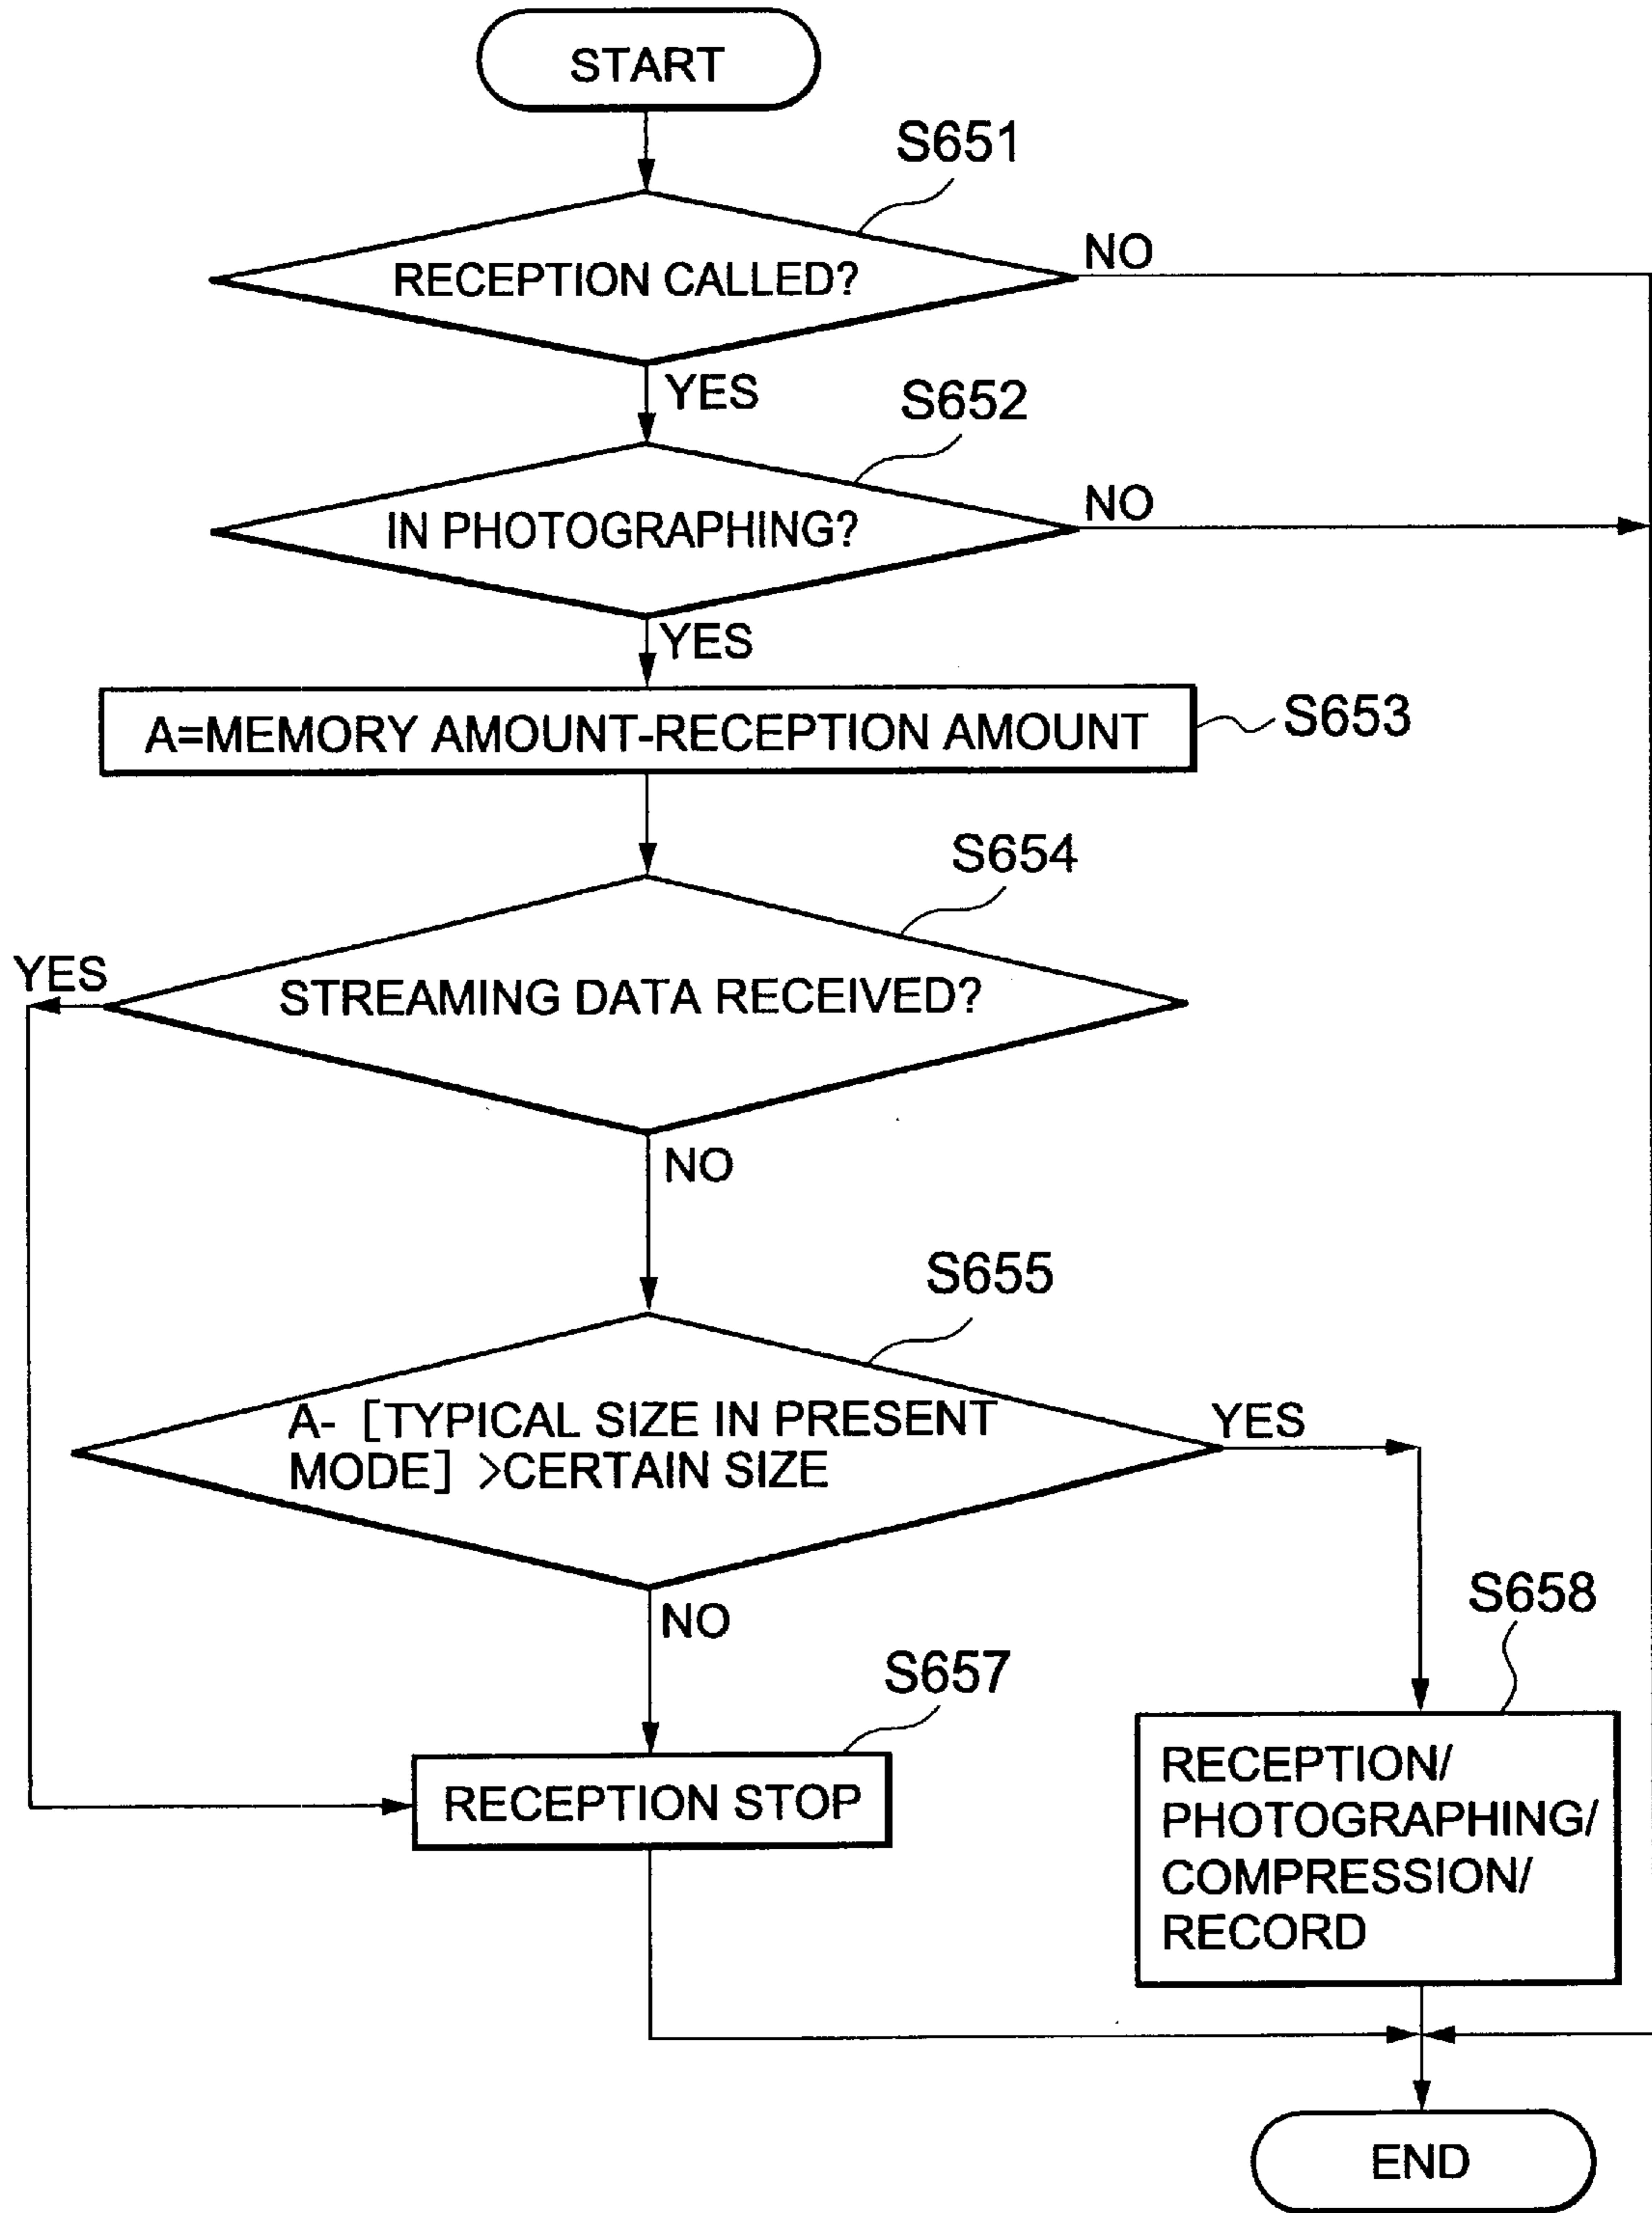 START
S651
RECEPTION CALLED?
NO
YES
S652
IN PHOTOGRAPHING?
NO
YES
A=MEMORY AMOUNT-RECEPTION AMOUNT
S653
S654
YES
STREAMING DATA RECEIVED?
NO
S655
A- [TYPICAL SIZE IN PRESENT
MODE] >CERTAIN SIZE
YES
NO
S658
S657
RECEPTION STOP
RECEPTION/
PHOTOGRAPHING/
COMPRESSION/
RECORD
END